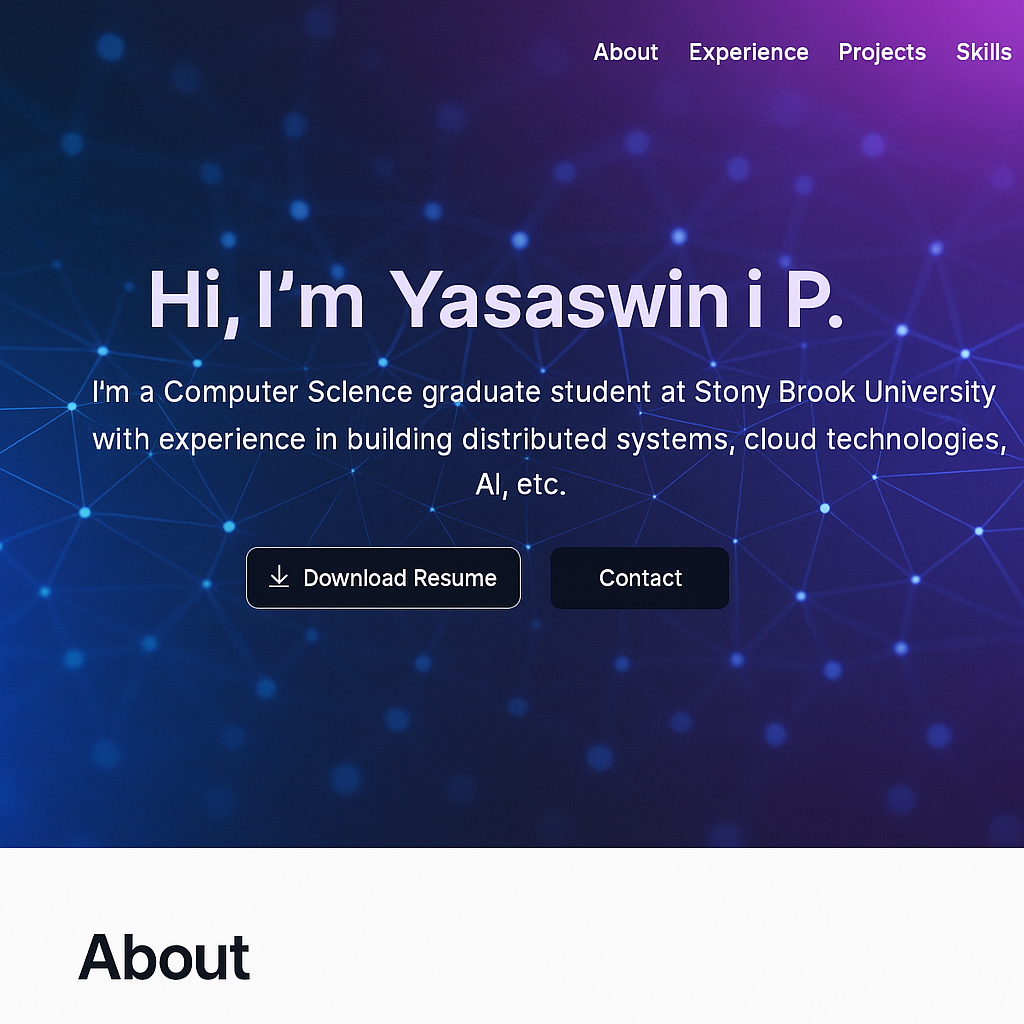 About Experience Projects Skills
Hi, I’m Yasaswin i P.
I'm a Computer Sclence graduate student at Stony Brook University
with experience in building distributed systems, cloud technologies,
AI, etc.
Download Resume Contact
About